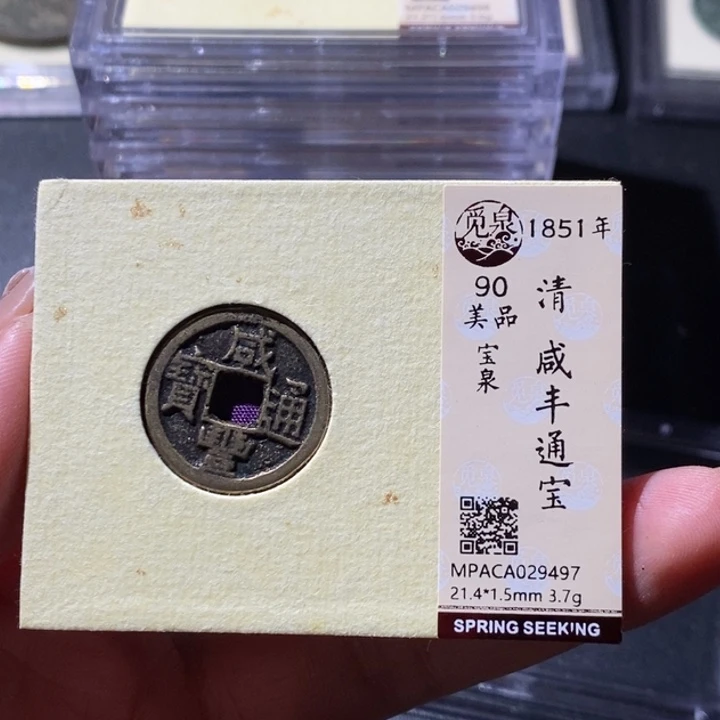 MPACA029496
觅泉
1851年
90
美品
宝泉
清 咸丰通宝
咸豐通寶
MPACA029497
21.4*1.5mm 3.7g
SPRING SEEKING